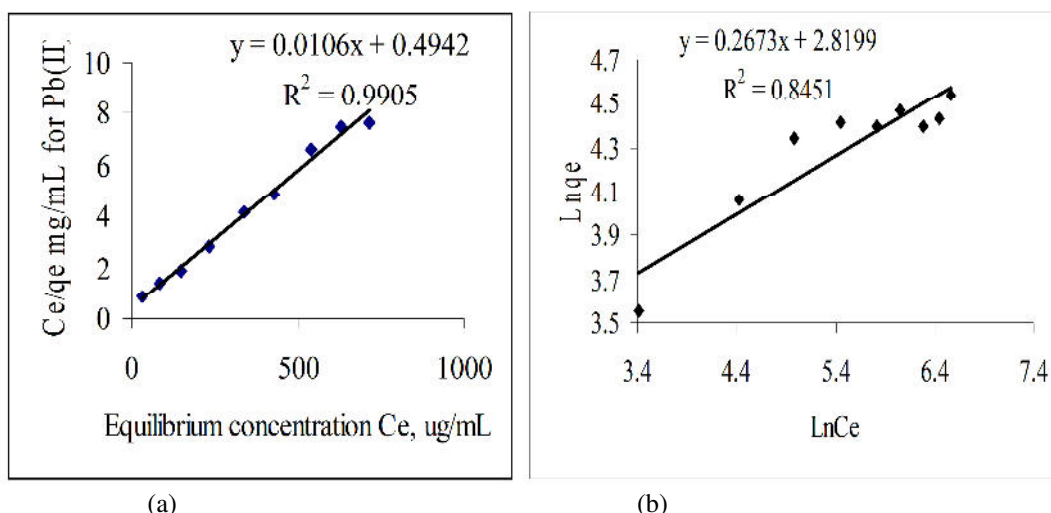 y = 0.0106x + 0.4942
R² = 0.9905
Ce/qe mg/mL for Pb(II)
10
8
6
4
2
0
0 500 1000
Equilibrium concentration Ce, ug/mL
(a)
y = 0.2673x + 2.8199
R² = 0.8451
Lnqe
4.7
4.5
4.3
4.1
3.9
3.7
3.5
3.4 4.4 5.4 6.4 7.4
LnCe
(b)